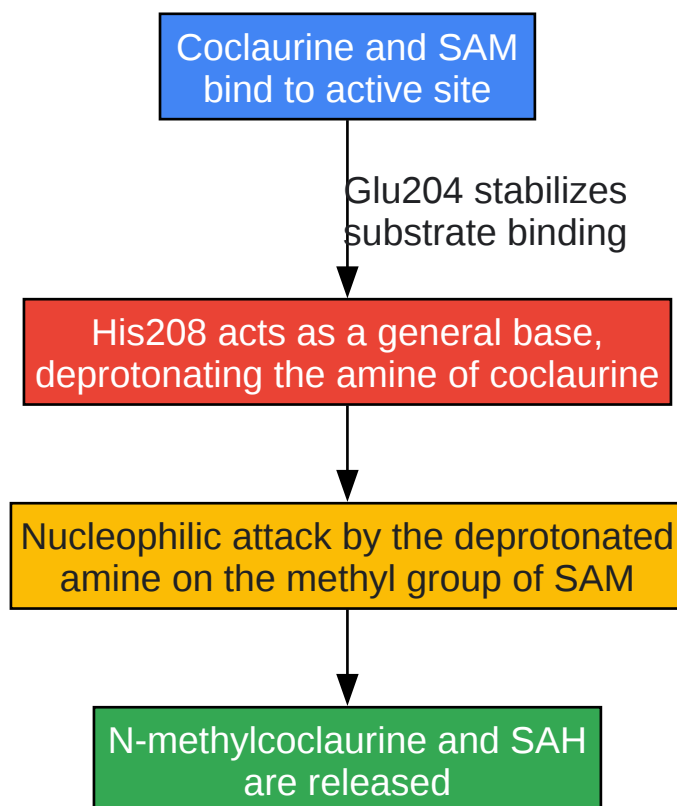 Coclaurine and SAM
bind to active site
Glu204 stabilizes
substrate binding
His208 acts as a general base,
deprotonating the amine of coclaurine
Nucleophilic attack by the deprotonated
amine on the methyl group of SAM
N-methylcoclaurine and SAH
are released